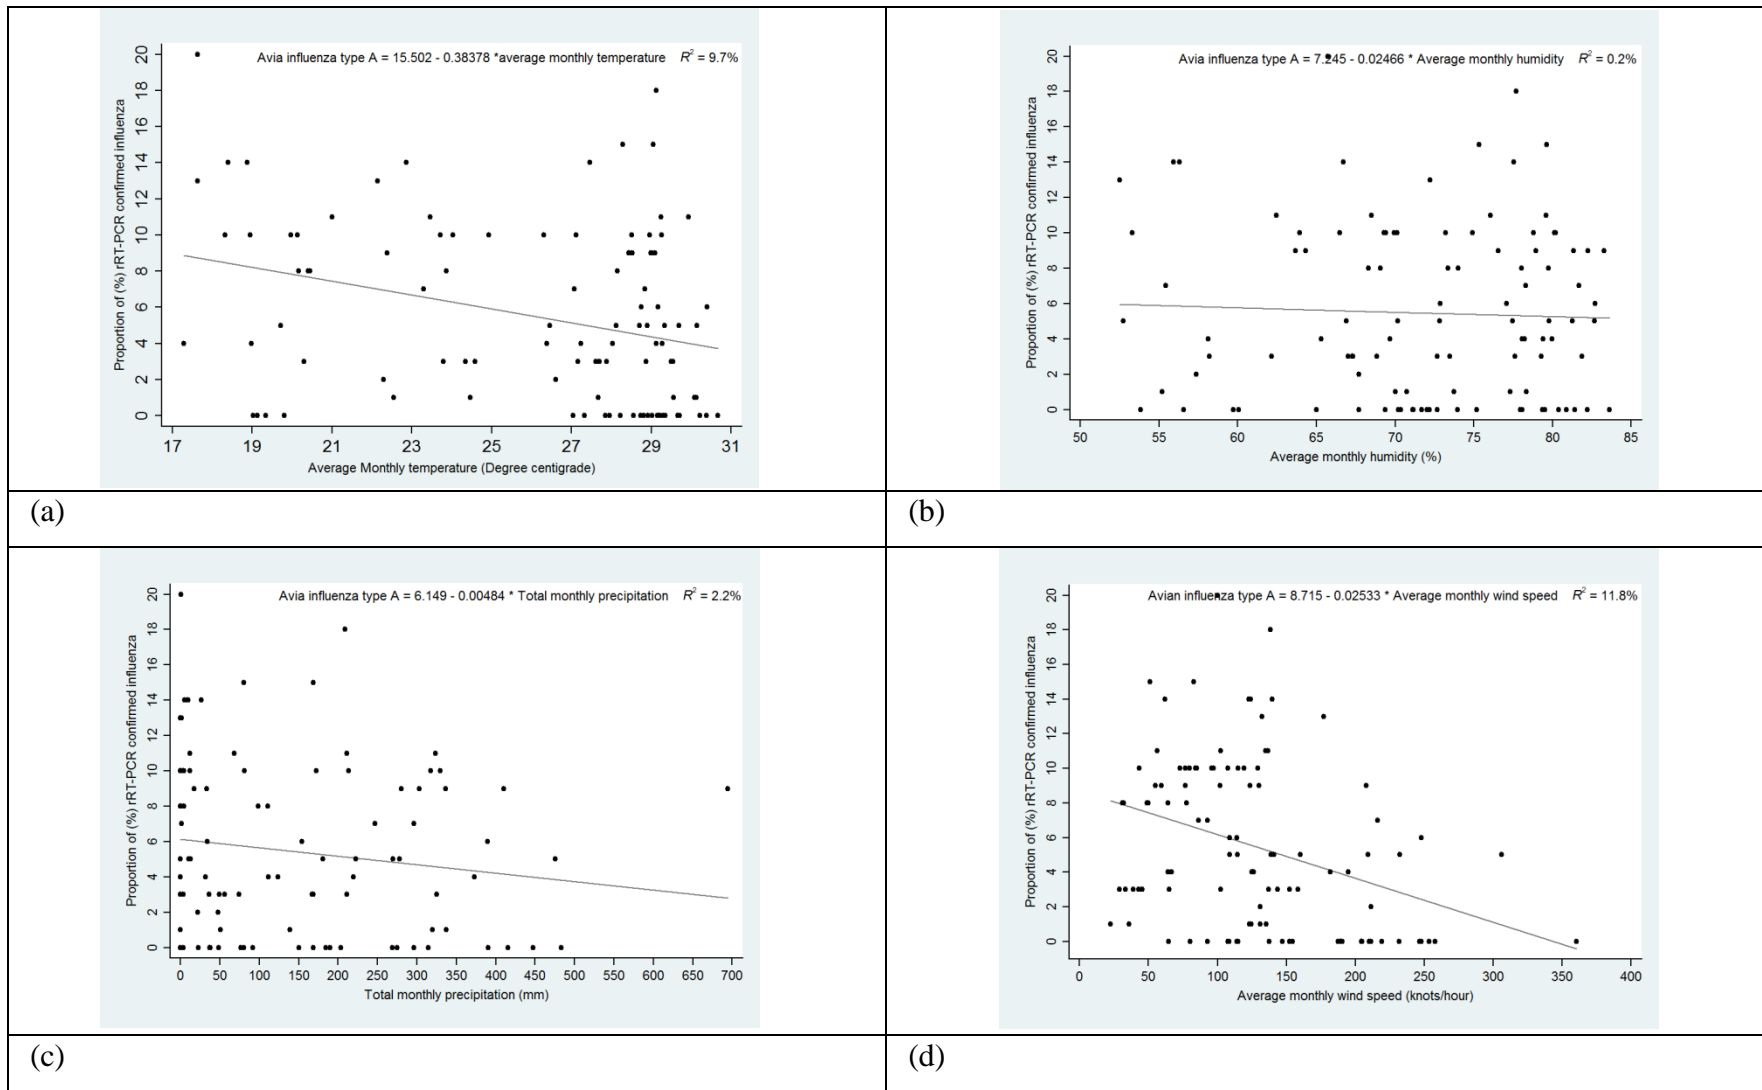 Avia influenza type A = 15.502 - 0.38378 *average monthly temperature R² = 9.7%
Proportion of (%) rRT-PCR confirmed influenza
20
18
16
14
12
10
8
6
4
2
0
17 19 21 23 25 27 29 31
Average Monthly temperature (Degree centigrade)
Avia influenza type A = 7.245 - 0.02466 * Average monthly humidity R² = 0.2%
Proportion of (%) rRT-PCR confirmed influenza
20
18
16
14
12
10
8
6
4
2
0
50 55 60 65 70 75 80 85
Average monthly humidity (%)
(a)
(b)
Avia influenza type A = 6.149 - 0.00484 * Total monthly precipitation R² = 2.2%
Proportion of (%) rRT-PCR confirmed influenza
20
18
16
14
12
10
8
6
4
2
0
0 50 100 150 200 250 300 350 400 450 500 550 600 650 700
Total monthly precipitation (mm)
Avian influenza type A = 8.715 - 0.02533 * Average monthly wind speed R² = 11.8%
Proportion of (%) rRT-PCR confirmed influenza
20
18
16
14
12
10
8
6
4
2
0
0 50 100 150 200 250 300 350 400
Average monthly wind speed (knots/hour)
(c)
(d)